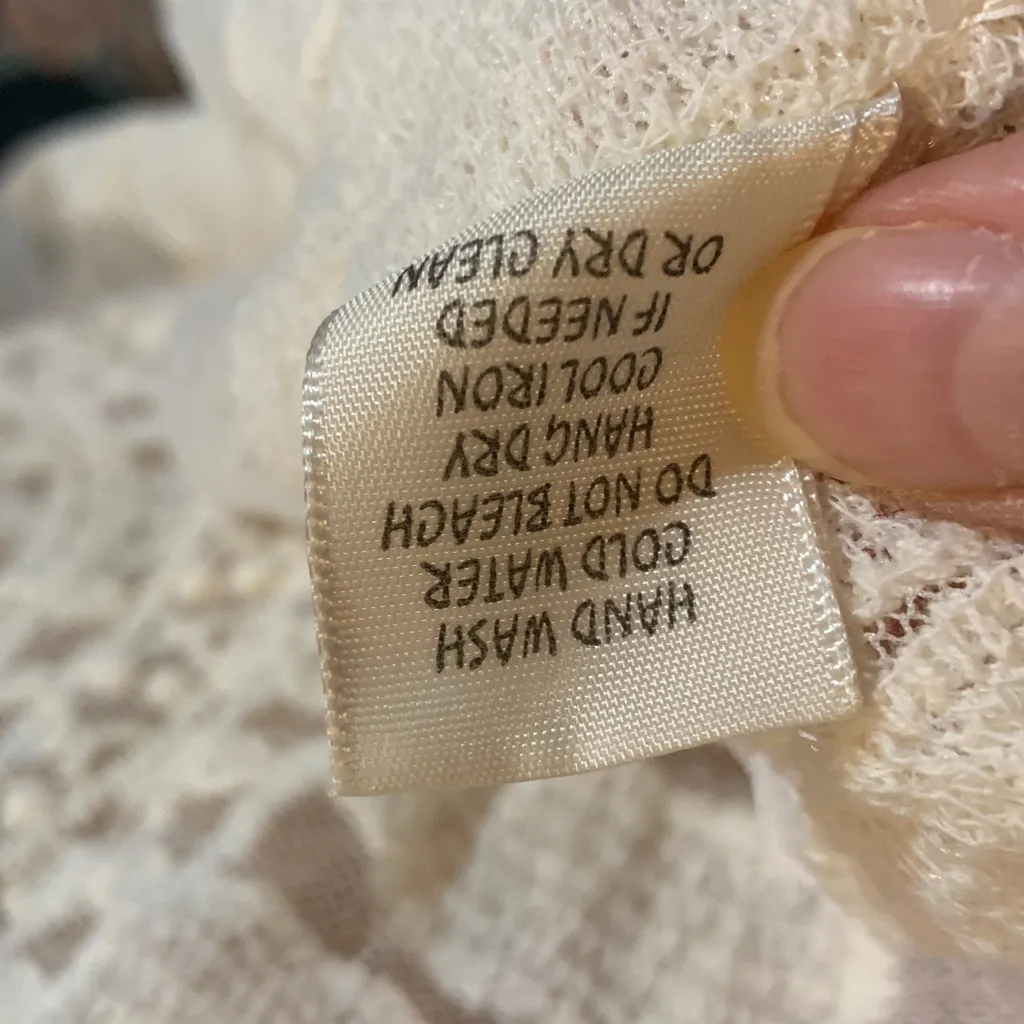 HAND WASH
COLD WATER
DO NOT BLEACH
HANG DRY
COOL IRON
IF NEEDED
OR DRY CLEAN